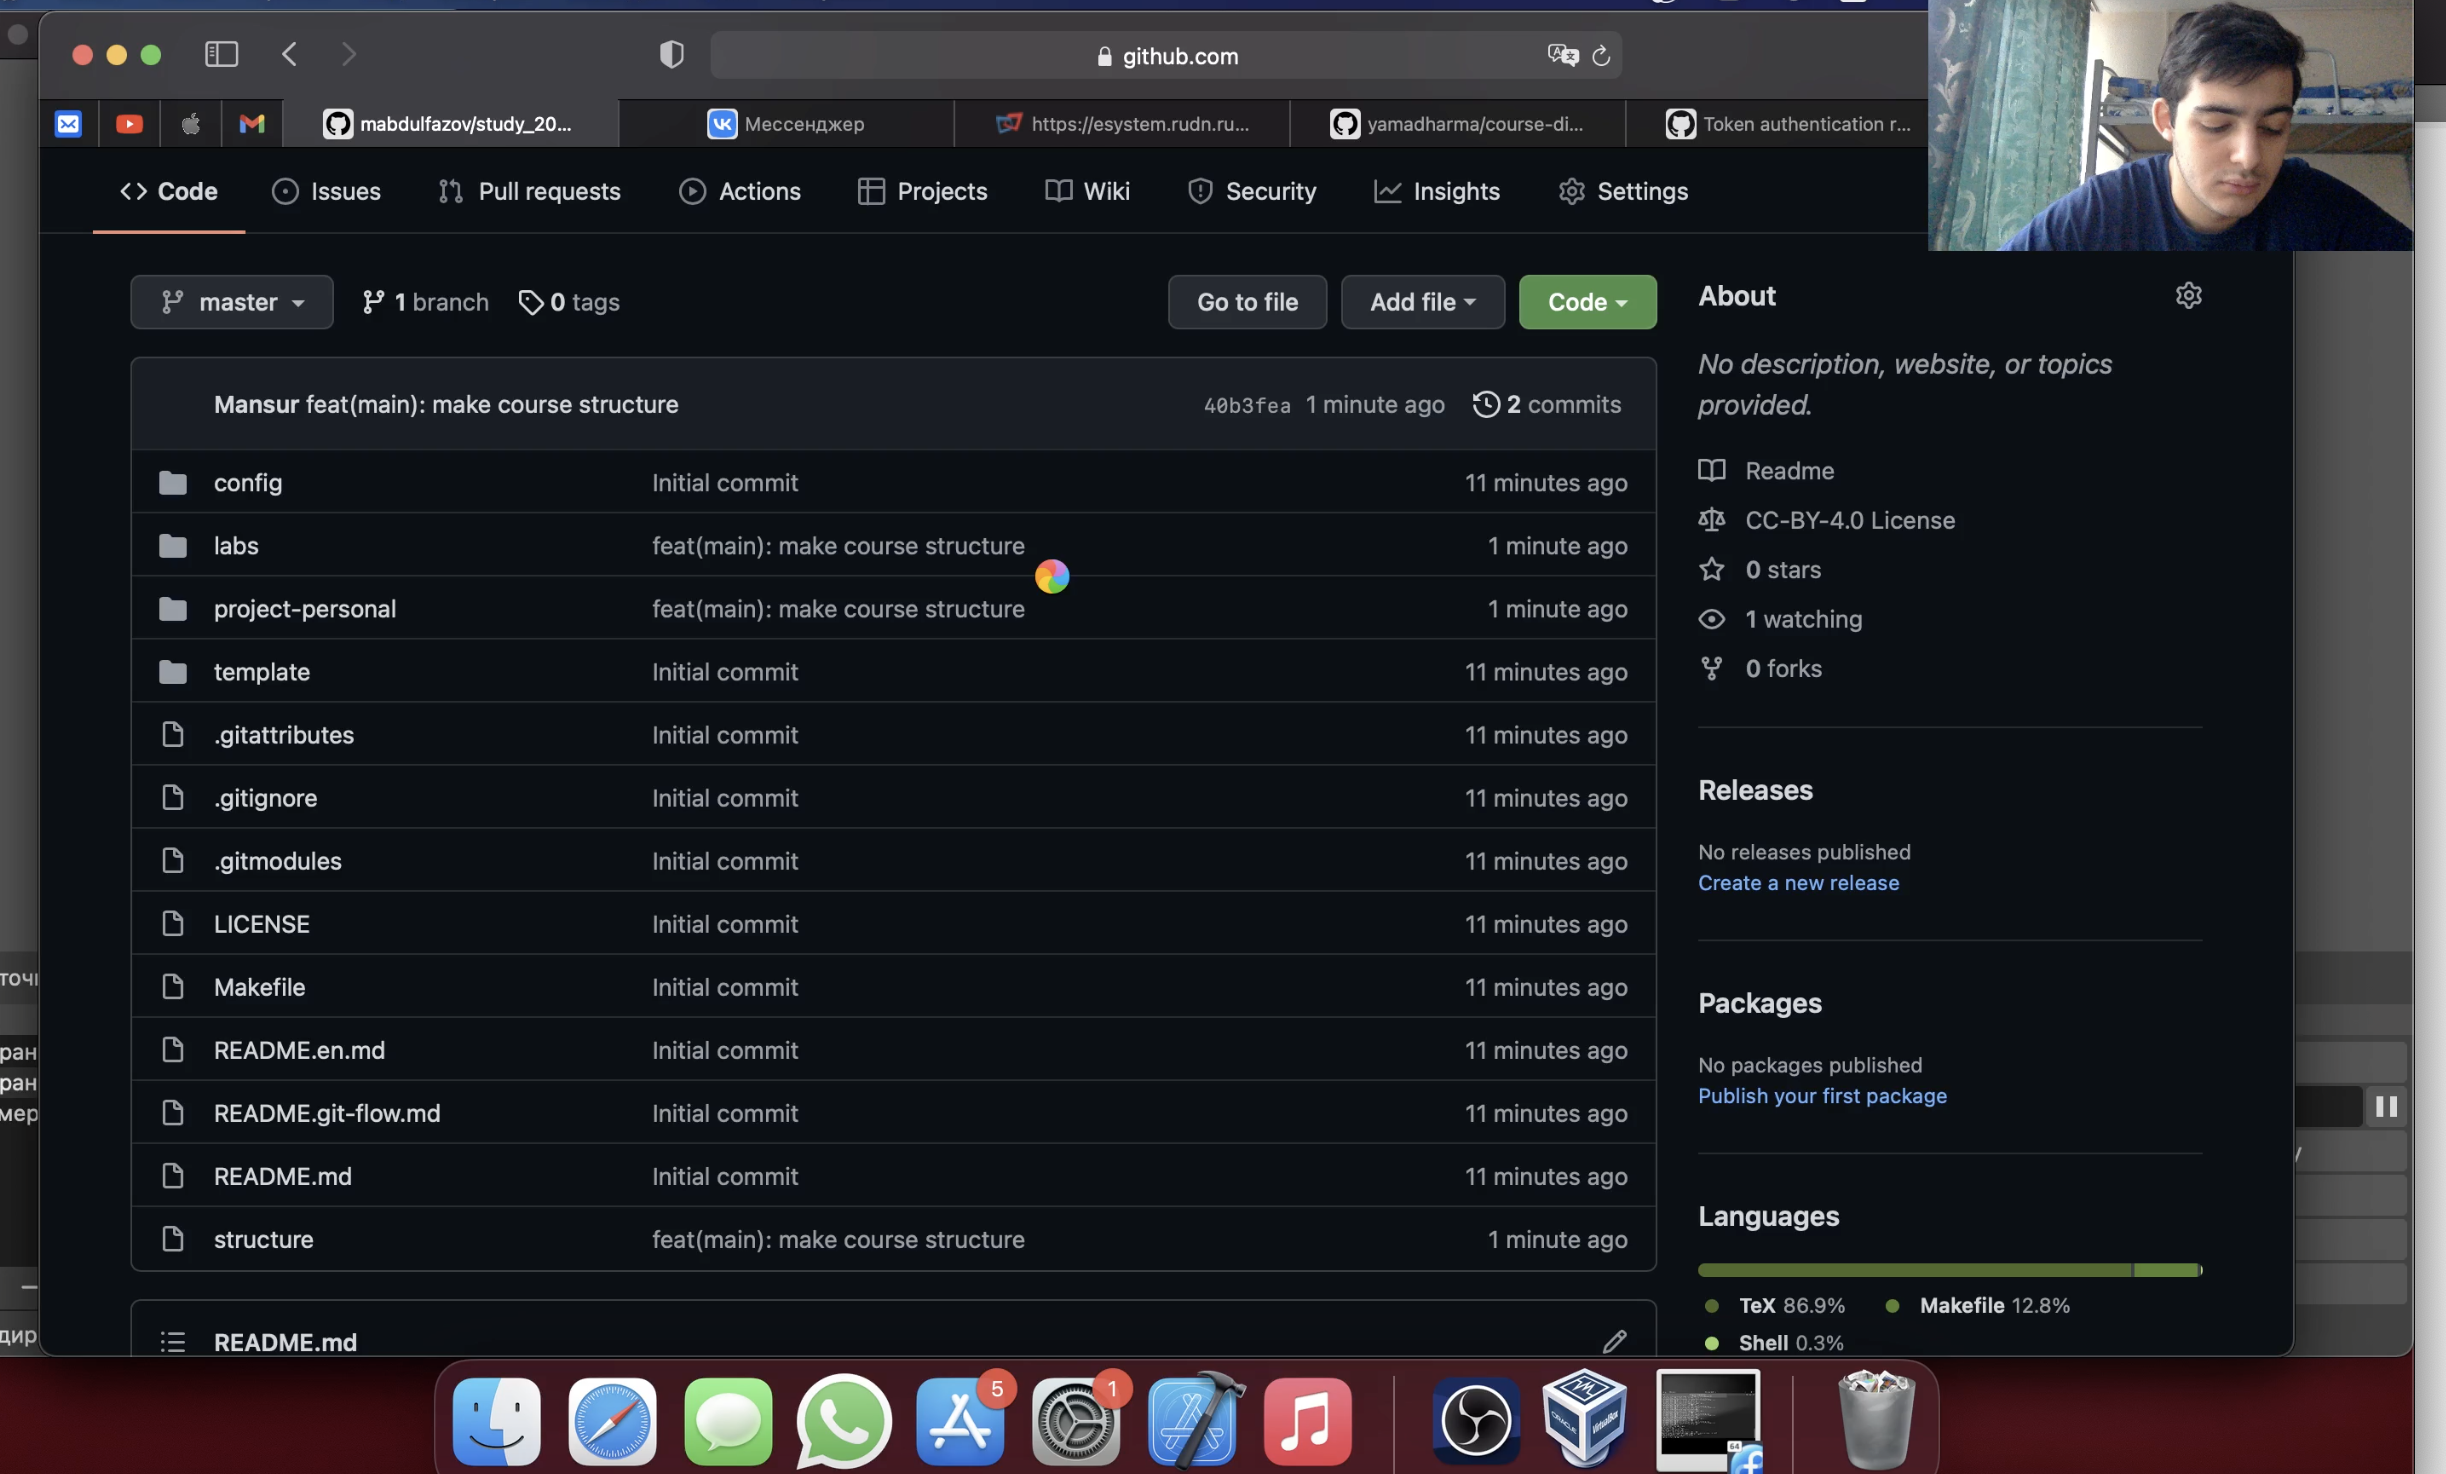 github.com
mabdulfazov/study_20...
Мессенджер
https://esystem.rudn.ru...
yamadharma/course-di...
Token authentication r...
Code
Issues
Pull requests
Actions
Projects
Wiki
Security
Insights
Settings
master
1 branch
0 tags
Go to file
Add file
Code
Mansur feat(main): make course structure
40b3fea 1 minute ago
2 commits
config Initial commit 11 minutes ago
labs feat(main): make course structure 1 minute ago
project-personal feat(main): make course structure 1 minute ago
template Initial commit 11 minutes ago
.gitattributes Initial commit 11 minutes ago
.gitignore Initial commit 11 minutes ago
.gitmodules Initial commit 11 minutes ago
LICENSE Initial commit 11 minutes ago
Makefile Initial commit 11 minutes ago
README.en.md Initial commit 11 minutes ago
README.git-flow.md Initial commit 11 minutes ago
README.md Initial commit 11 minutes ago
structure feat(main): make course structure 1 minute ago
README.md
About
No description, website, or topics
provided.
Readme
CC-BY-4.0 License
0 stars
1 watching
0 forks
Releases
No releases published
Create a new release
Packages
No packages published
Publish your first package
Languages
TeX 86.9%
Makefile 12.8%
Shell 0.3%
точ
ран
ран
мер
дир
5
1
64